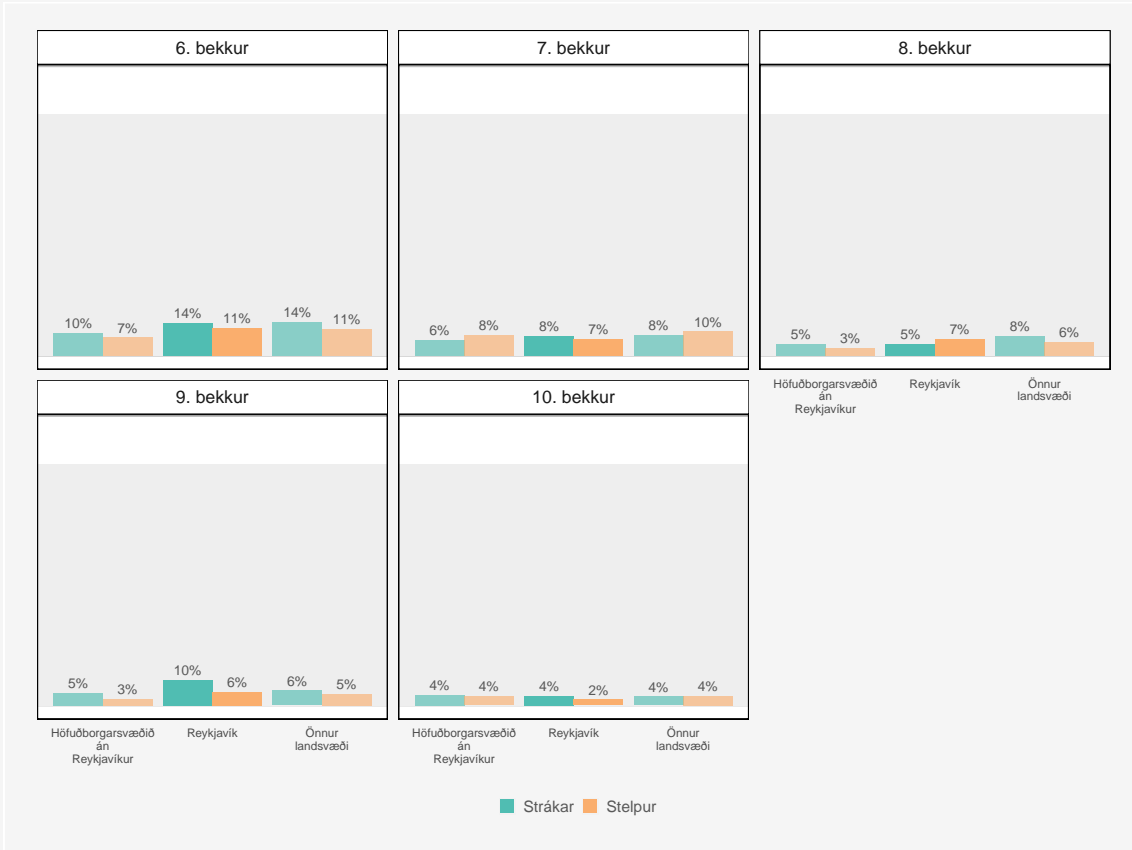 6. bekkur
7. bekkur
8. bekkur
10% 7% 14% 11% 14% 11%
6% 8% 8% 7% 8% 10%
5% 3% 5% 7% 8% 6%
Höfuðborgarsvæðið
án
Reykjavíkur
Reykjavík
Önnur
landsvæði
9. bekkur
10. bekkur
5% 3% 10% 6% 6% 5%
4% 4% 4% 2% 4% 4%
Höfuðborgarsvæðið
án
Reykjavíkur
Reykjavík
Önnur
landsvæði
Höfuðborgarsvæðið
án
Reykjavíkur
Reykjavík
Önnur
landsvæði
Strákar Stelpur